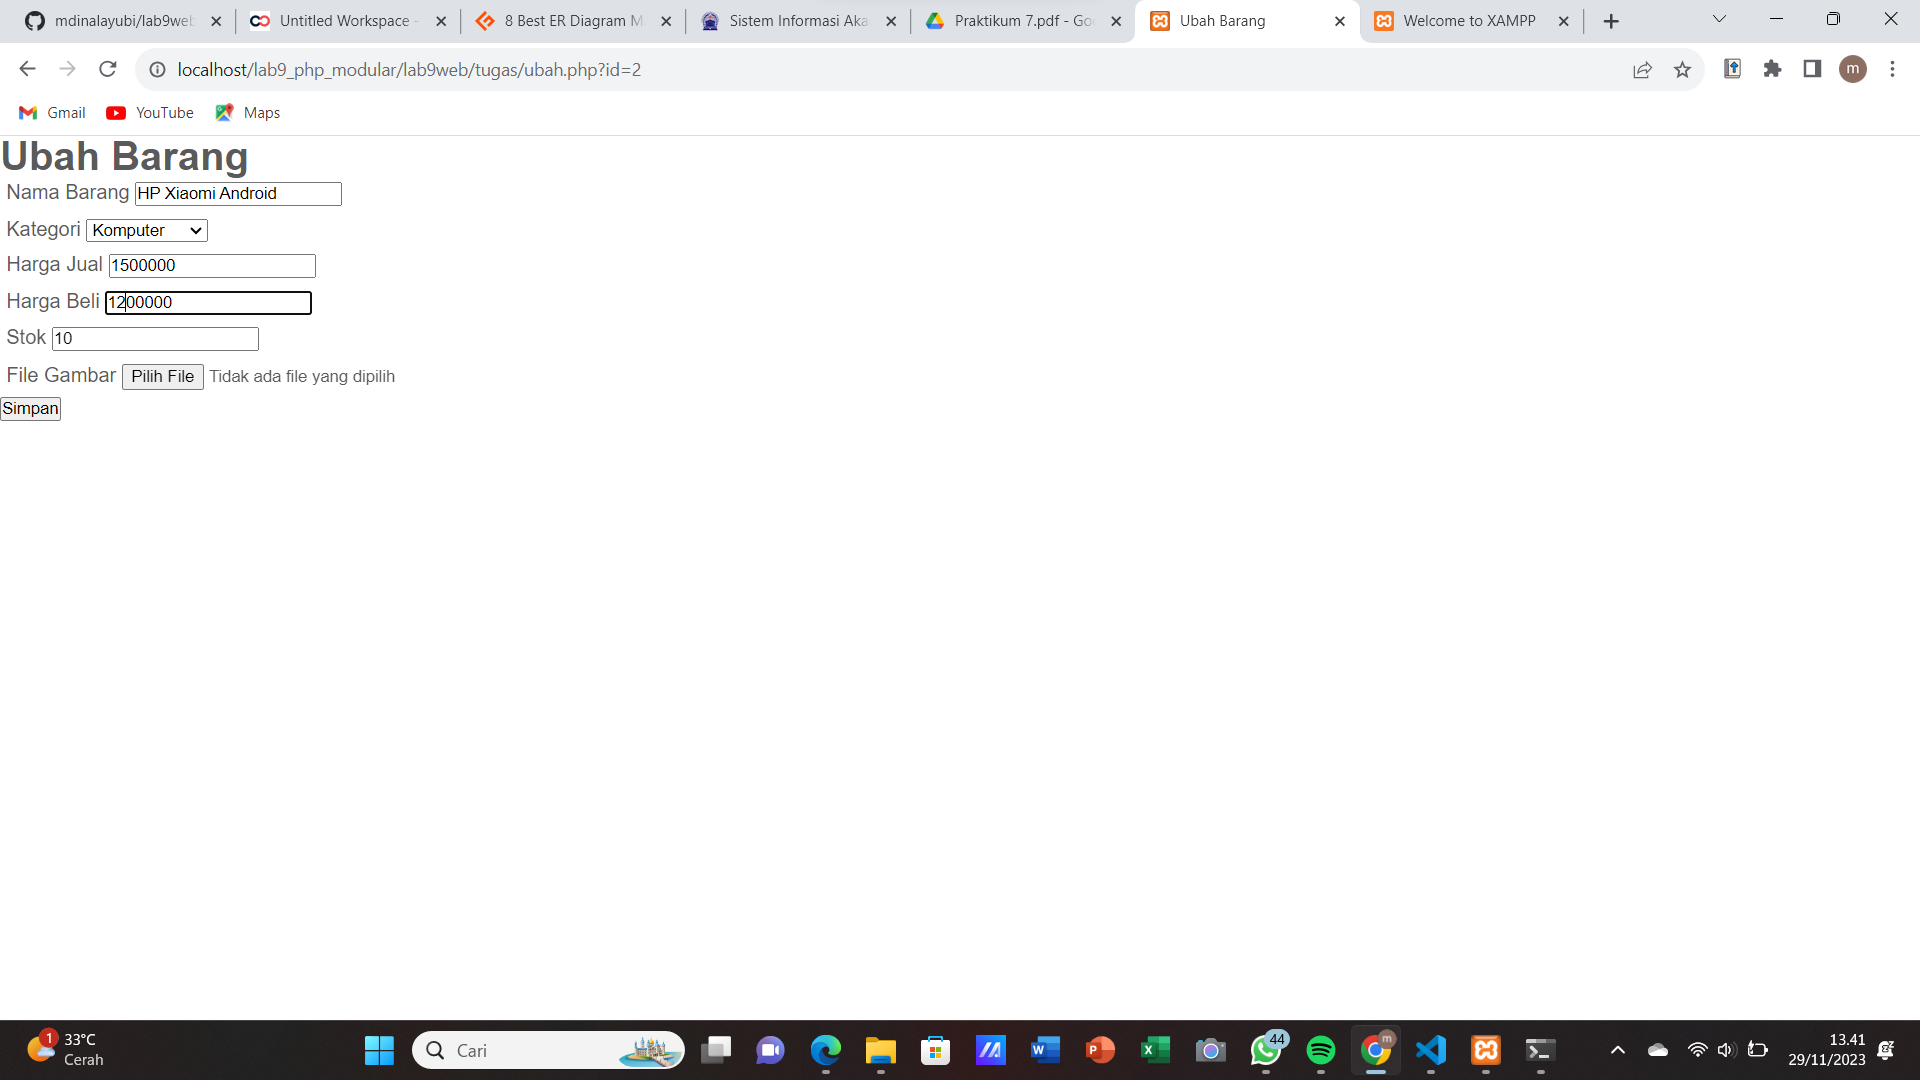 mdinalayubi/lab9web
Untitled Workspace -
8 Best ER Diagram M
Sistem Informasi Aka
Praktikum 7.pdf - Goo
Ubah Barang
Welcome to XAMPP
localhost/lab9_php_modular/lab9web/tugas/ubah.php?id=2
m
Gmail
YouTube
Maps
Ubah Barang
Nama Barang HP Xiaomi Android
Kategori Komputer
Harga Jual 1500000
Harga Beli 1200000
Stok 10
File Gambar Pilih File Tidak ada file yang dipilih
Simpan
1
33°C
Cerah
Cari
44
m
13.41
29/11/2023